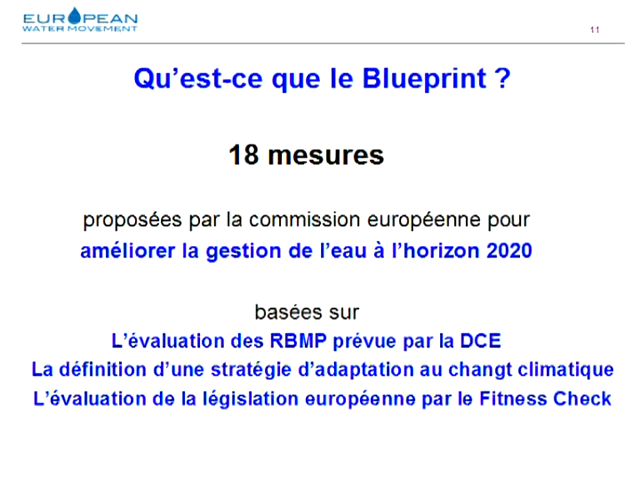 EUROPEAN
WATER MOVEMENT
11
Qu'est-ce que le Blueprint ?
18 mesures
proposées par la commission européenne pour
améliorer la gestion de l'eau à l'horizon 2020
basées sur
L'évaluation des RBMP prévue par la DCE
La définition d'une stratégie d'adaptation au changt climatique
L'évaluation de la législation européenne par le Fitness Check